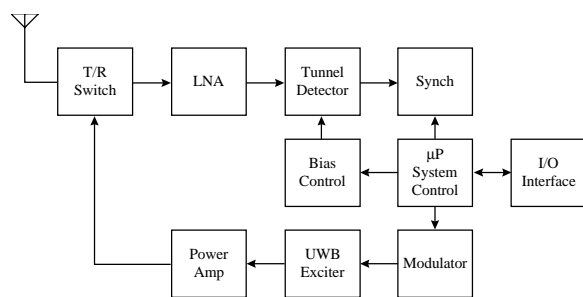 T/R
Switch
LNA
Tunnel
Detector
Synch
Bias
Control
µP
System
Control
I/O
Interface
Power
Amp
UWB
Exciter
Modulator